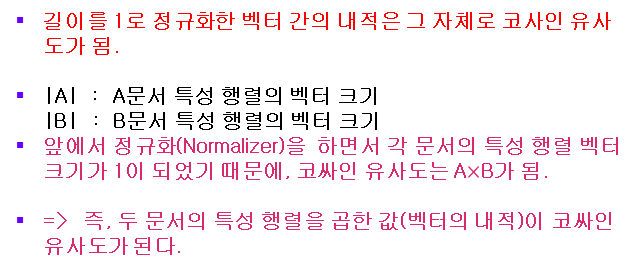 ▪ 길이를 1로 정규화한 벡터 간의 내적은 그 자체로 코사인 유사
도가 됨.
▪ |A| : A문서 특성 행렬의 벡터 크기
|B| : B문서 특성 행렬의 벡터 크기
▪ 앞에서 정규화(Normalizer)을 하면서 각 문서의 특성 행렬 벡터
크기가 1이 되었기 때문에, 코싸인 유사도는 A×B가 됨.
▪ => 즉, 두 문서의 특성 행렬을 곱한 값(벡터의 내적)이 코싸인
유사도가 된다.